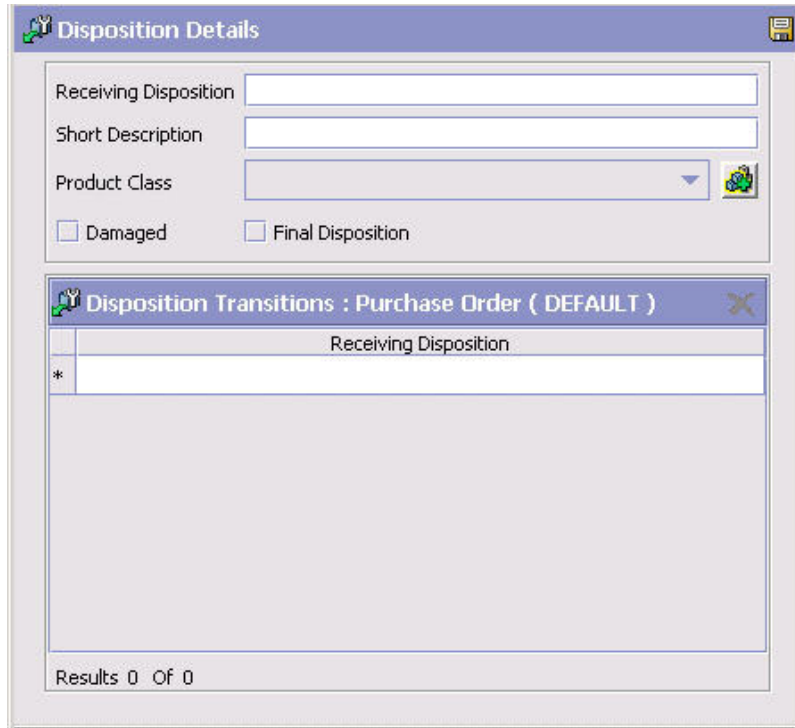 Disposition Details
Receiving Disposition
Short Description
Product Class
Damaged Final Disposition
Disposition Transitions : Purchase Order ( DEFAULT )
Receiving Disposition
*
Results 0 Of 0